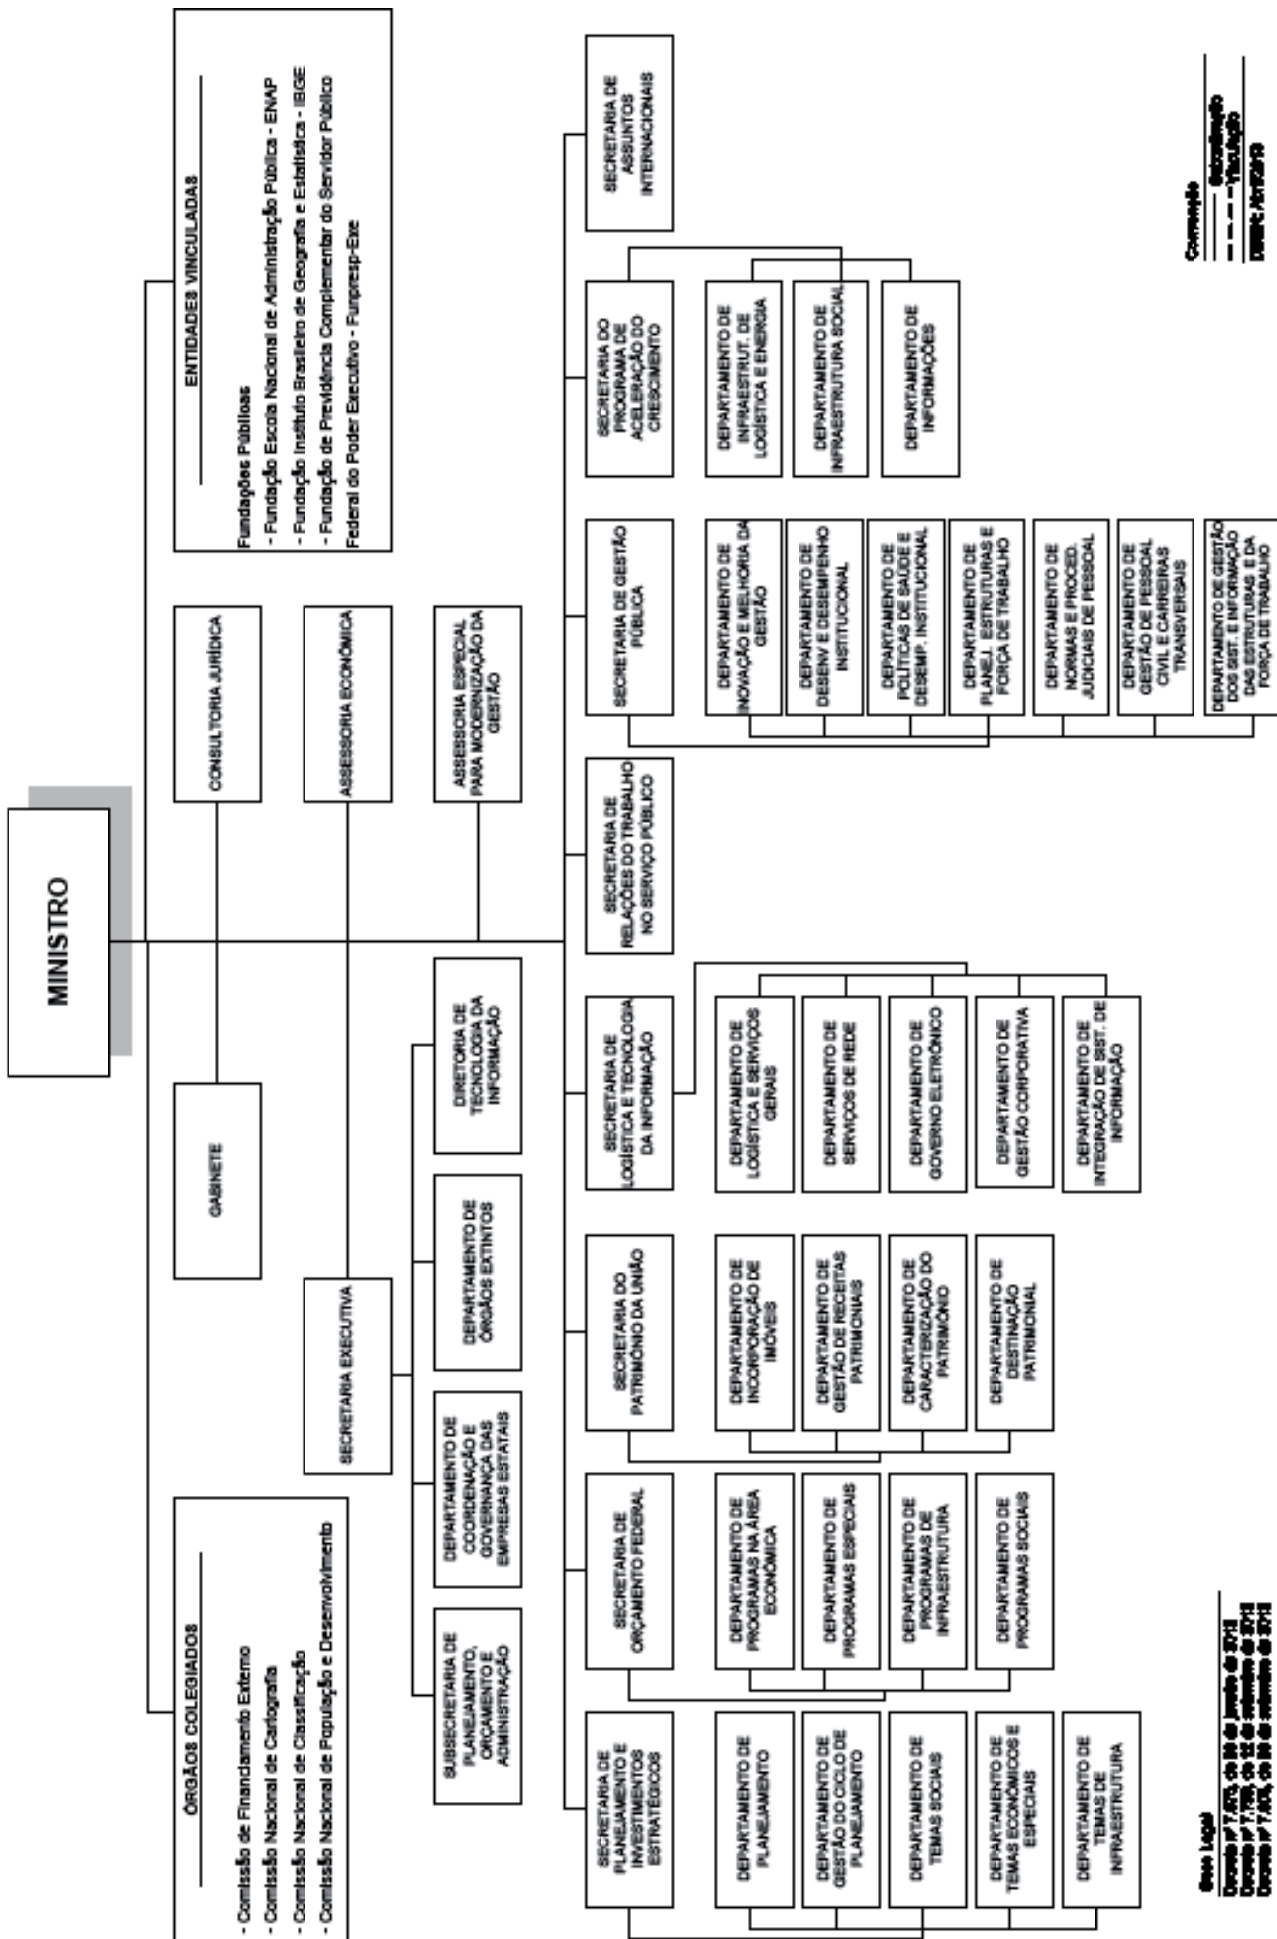 MINISTRO
ÓRGÃOS COLEGIADOS
- Comissão de Financiamento Externo
- Comissão Nacional de Cartografia
- Comissão Nacional de Classificação
- Comissão Nacional de População e Desenvolvimento
GABINETE
CONSULTORIA JURÍDICA
ENTIDADES VINCULADAS
Fundações Públicas
- Fundação Escola Nacional de Administração Pública - ENAP
- Fundação Instituto Brasileiro de Geografia e Estatística - IBGE
- Fundação de Previdência Complementar do Servidor Público
Federal do Poder Executivo - Funpresp-Exe
SECRETARIA EXECUTIVA
ASSESSORIA ECONÔMICA
SUBSECRETARIA DE
PLANEJAMENTO,
ORÇAMENTO E
ADMINISTRAÇÃO
DEPARTAMENTO DE
COORDENAÇÃO E
GOVERNANÇA DAS
EMPRESAS ESTATAIS
DEPARTAMENTO DE
ÓRGÃOS EXTINTOS
DIRETORIA DE
TECNOLOGIA DA
INFORMAÇÃO
ASSESSORIA ESPECIAL
PARA MODERNIZAÇÃO DA
GESTÃO
SECRETARIA DE
PLANEJAMENTO E
INVESTIMENTOS
ESTRATÉGICOS
DEPARTAMENTO DE
PLANEJAMENTO
DEPARTAMENTO DE
GESTÃO DO CICLO DE
PLANEJAMENTO
DEPARTAMENTO DE
TEMAS SOCIAIS
DEPARTAMENTO DE
TEMAS ECONÔMICOS E
ESPECIAIS
DEPARTAMENTO DE
TEMAS DE
INFRAESTRUTURA
SECRETARIA DE
ORÇAMENTO FEDERAL
DEPARTAMENTO DE
PROGRAMAS NA ÁREA
ECONÔMICA
DEPARTAMENTO DE
PROGRAMAS ESPECIAIS
DEPARTAMENTO DE
PROGRAMAS DE
INFRAESTRUTURA
DEPARTAMENTO DE
PROGRAMAS SOCIAIS
SECRETARIA DO
PATRIMÔNIO DA UNIÃO
DEPARTAMENTO DE
INCORPORAÇÃO DE
IMÓVEIS
DEPARTAMENTO DE
GESTÃO DE RECEITAS
PATRIMONIAIS
DEPARTAMENTO DE
CARACTERIZAÇÃO DO
PATRIMÔNIO
DEPARTAMENTO DE
DESTINAÇÃO
PATRIMONIAL
SECRETARIA DE
LOGÍSTICA E TECNOLOGIA
DA INFORMAÇÃO
DEPARTAMENTO DE
LOGÍSTICA E SERVIÇOS
GERAIS
DEPARTAMENTO DE
SERVIÇOS DE REDE
DEPARTAMENTO DE
GOVERNO ELETRÔNICO
DEPARTAMENTO DE
GESTÃO CORPORATIVA
DEPARTAMENTO DE
INTEGRAÇÃO DE SIST. DE
INFORMAÇÃO
SECRETARIA DE
RELAÇÕES DO TRABALHO
NO SERVIÇO PÚBLICO
SECRETARIA DE GESTÃO
PÚBLICA
DEPARTAMENTO DE
INOVAÇÃO E MELHORIA DA
GESTÃO
DEPARTAMENTO DE
DESENV E DESEMPENHO
INSTITUCIONAL
DEPARTAMENTO DE
POLÍTICAS DE SAÚDE E
DESEMP. INSTITUCIONAL
DEPARTAMENTO DE
PLANEJ. ESTRUTURAS E
FORÇA DE TRABALHO
DEPARTAMENTO DE
NORMAS E PROCED.
JUDICIAIS DE PESSOAL
DEPARTAMENTO DE
GESTÃO DE PESSOAL
CIVIL E CARREIRAS
TRANSVERSAIS
DEPARTAMENTO DE GESTÃO
DOS SIST. E INFORMAÇÃO
DAS ESTRUTURAS E DA
FORÇA DE TRABALHO
SECRETARIA DO
PROGRAMA DE
ACELERAÇÃO DO
CRESCIMENTO
DEPARTAMENTO DE
INFRAESTRUT. DE
LOGÍSTICA E ENERGIA
DEPARTAMENTO DE
INFRAESTRUTURA SOCIAL
DEPARTAMENTO DE
INFORMAÇÕES
SECRETARIA DE
ASSUNTOS
INTERNACIONAIS
Base Legal
Convenção
Subordinação
Vinculação